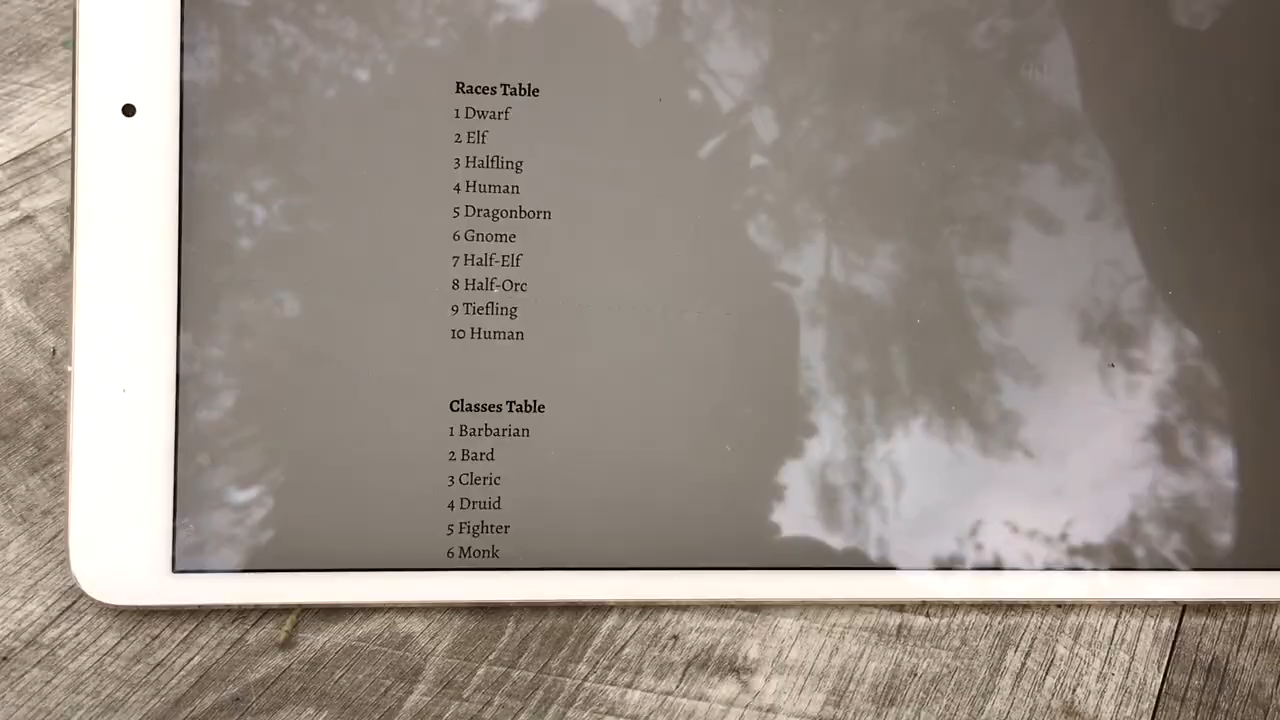 Races Table
1 Dwarf
2 Elf
3 Halfling
4 Human
5 Dragonborn
6 Gnome
7 Half-Elf
8 Half-Orc
9 Tiefling
10 Human
Classes Table
1 Barbarian
2 Bard
3 Cleric
4 Druid
5 Fighter
6 Monk